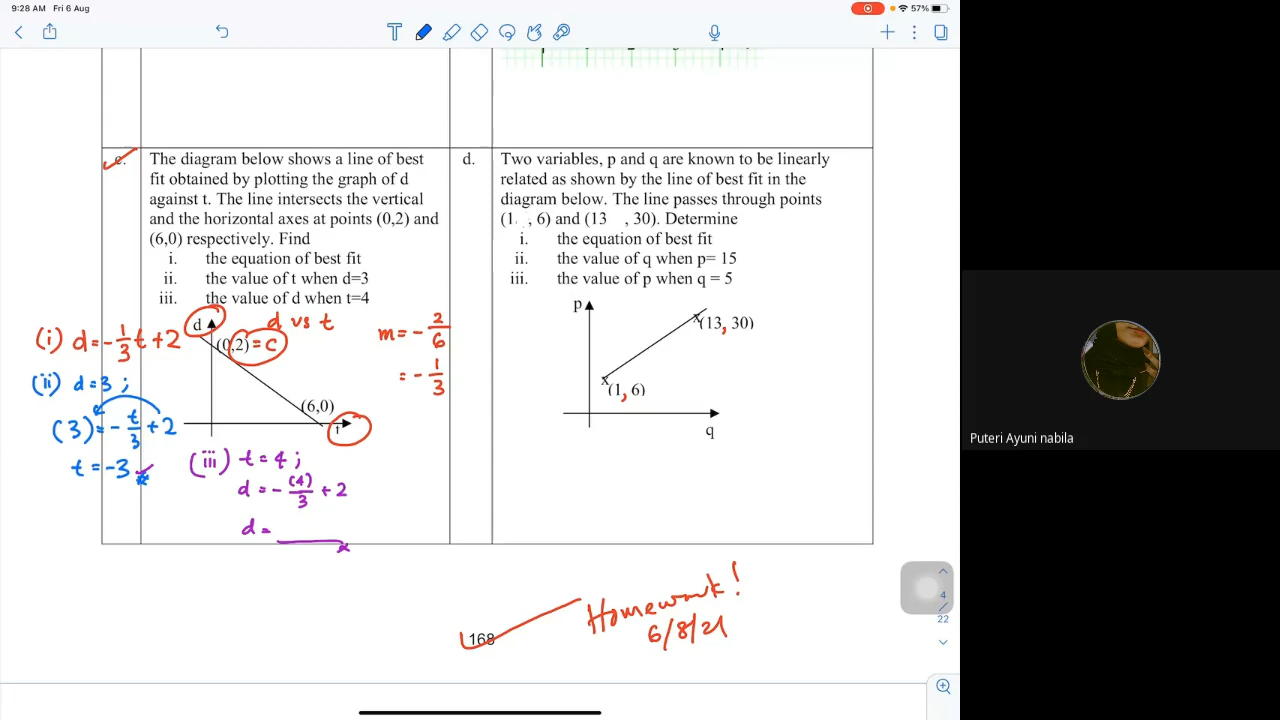 9:28 AM Fri 6 Aug
57%
T
c.
The diagram below shows a line of best
fit obtained by plotting the graph of d
against t. The line intersects the vertical
and the horizontal axes at points (0,2) and
(6,0) respectively. Find
i. the equation of best fit
ii. the value of t when d=3
iii. the value of d when t=4
d
d vs t
(0,2) = C
(6,0)
t
m = - 2/6
= - 1/3
(i) d = - 1/3 t + 2
(ii) d = 3 ;
(3) = - t/3 + 2
t = -3
(iii) t = 4 ;
d = - (4)/3 + 2
d =
d.
Two variables, p and q are known to be linearly
related as shown by the line of best fit in the
diagram below. The line passes through points
(1 , 6) and (13 , 30). Determine
i. the equation of best fit
ii. the value of q when p= 15
iii. the value of p when q = 5
p
x(13, 30)
x(1, 6)
q
Homework!
6/8/21
168
4
/
22
Puteri Ayuni nabila